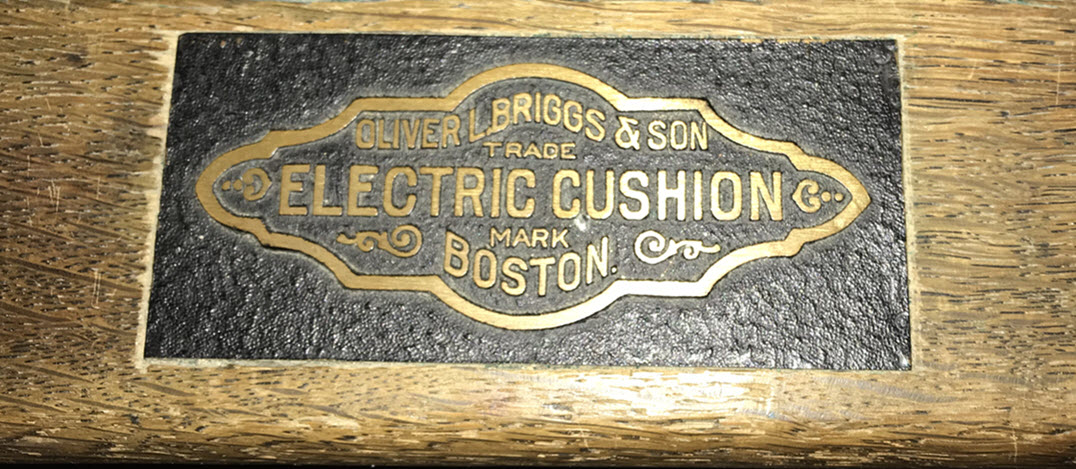 OLIVER L. BRIGGS & SON
TRADE
ELECTRIC CUSHION
MARK
BOSTON.